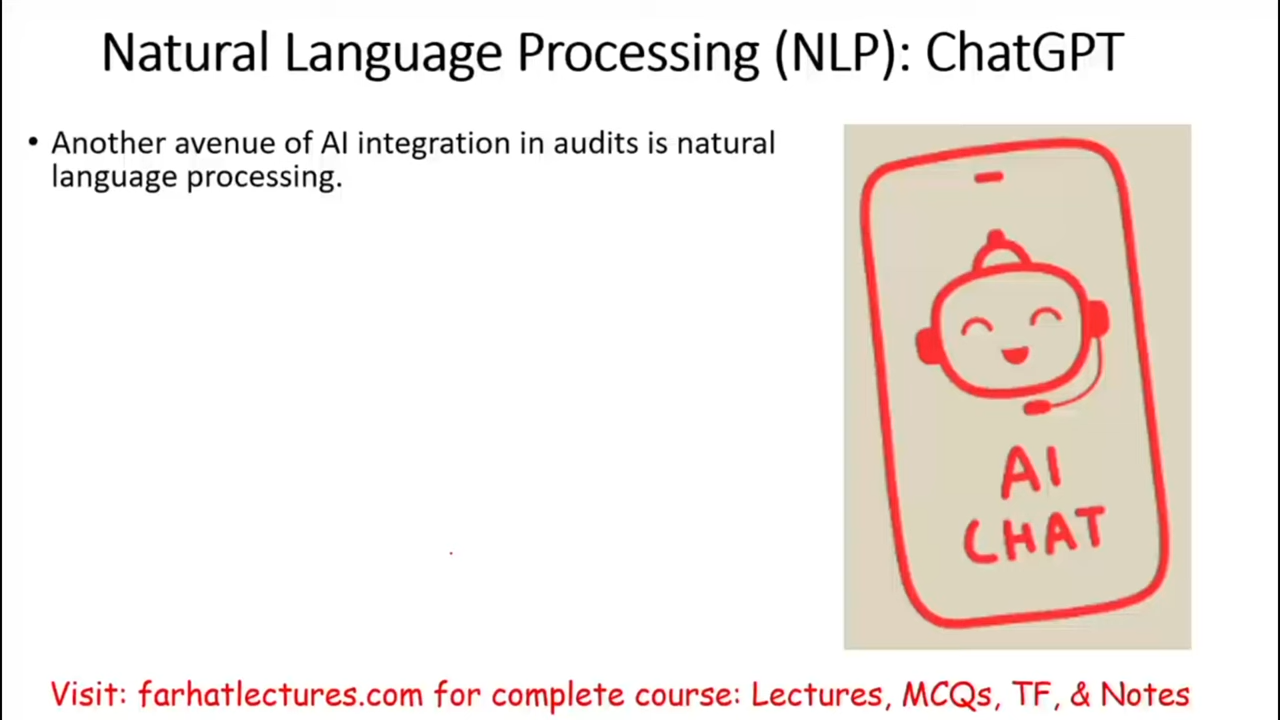 Natural Language Processing (NLP): ChatGPT
• Another avenue of AI integration in audits is natural
language processing.
AI
CHAT
Visit: farhatlectures.com for complete course: Lectures, MCQs, TF, & Notes